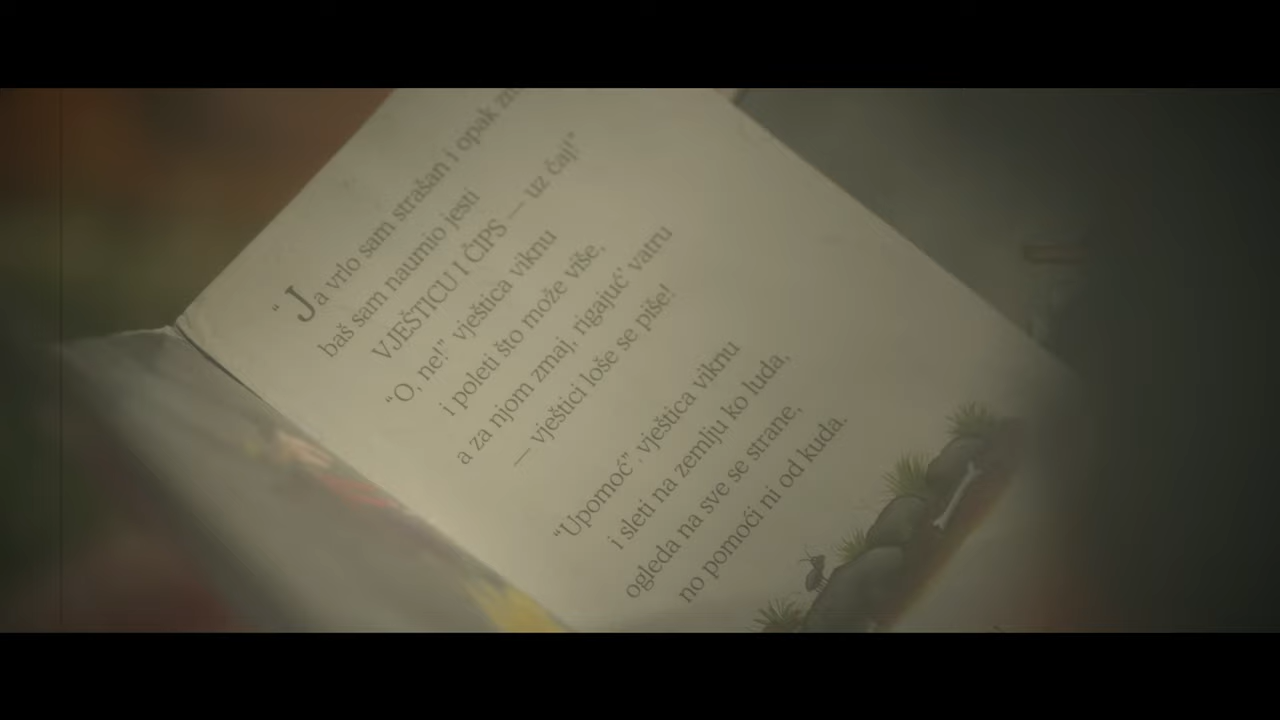 “Ja vrlo sam strašan i opak
baš sam naumio jesti
VJEŠTICU I ČIPS — uz čaj!”
“O, ne!” vještica viknu
i poleti što može više,
a za njom zmaj, rigajuć' vatru
— vještici loše se piše!
“Upomoć” vještica viknu
i sleti na zemlju ko luda,
ogleda na sve se strane,
no pomoći ni od kuda.